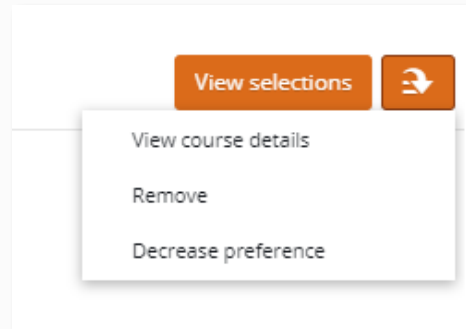 View selections
View course details
Remove
Decrease preference